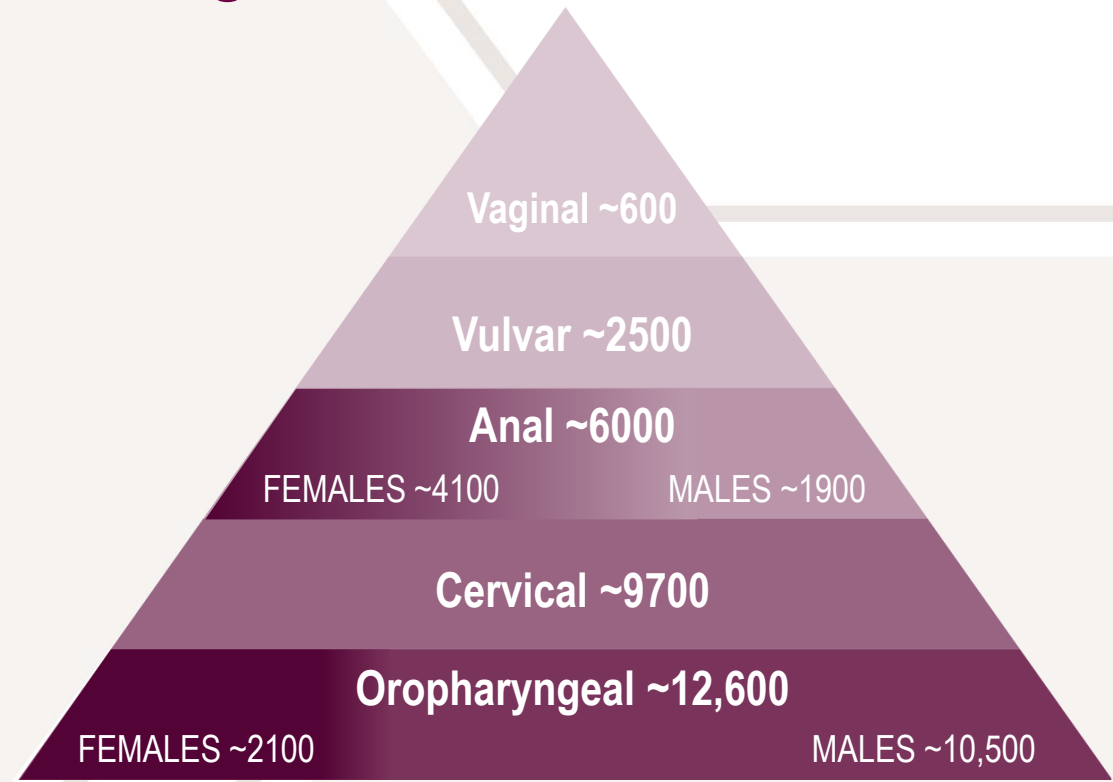 Vaginal ~600
Vulvar ~2500
Anal ~6000
FEMALES ~4100 MALES ~1900
Cervical ~9700
Oropharyngeal ~12,600
FEMALES ~2100 MALES ~10,500